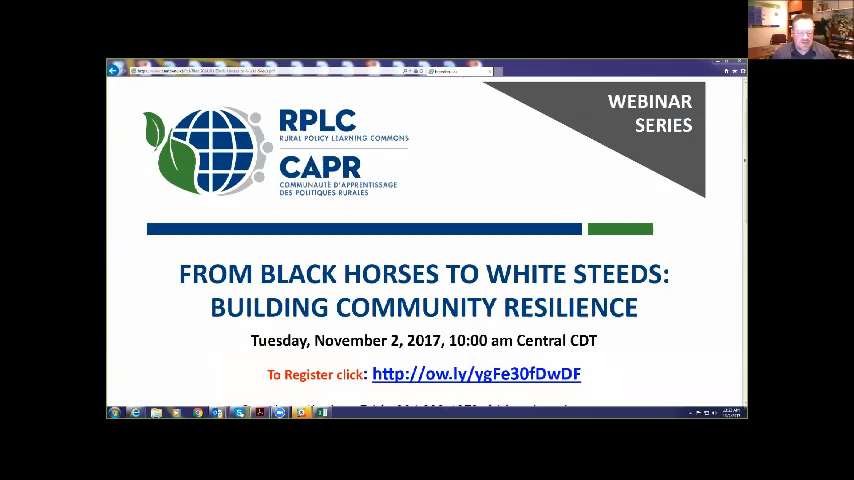 WEBINAR
SERIES
RPLC
RURAL POLICY LEARNING COMMONS
CAPR
COMMUNAUTÉ D'APPRENTISSAGE
DES POLITIQUES RURALES
FROM BLACK HORSES TO WHITE STEEDS:
BUILDING COMMUNITY RESILIENCE
Tuesday, November 2, 2017, 10:00 am Central CDT
To Register click: http://ow.ly/ygFe30fDwDF